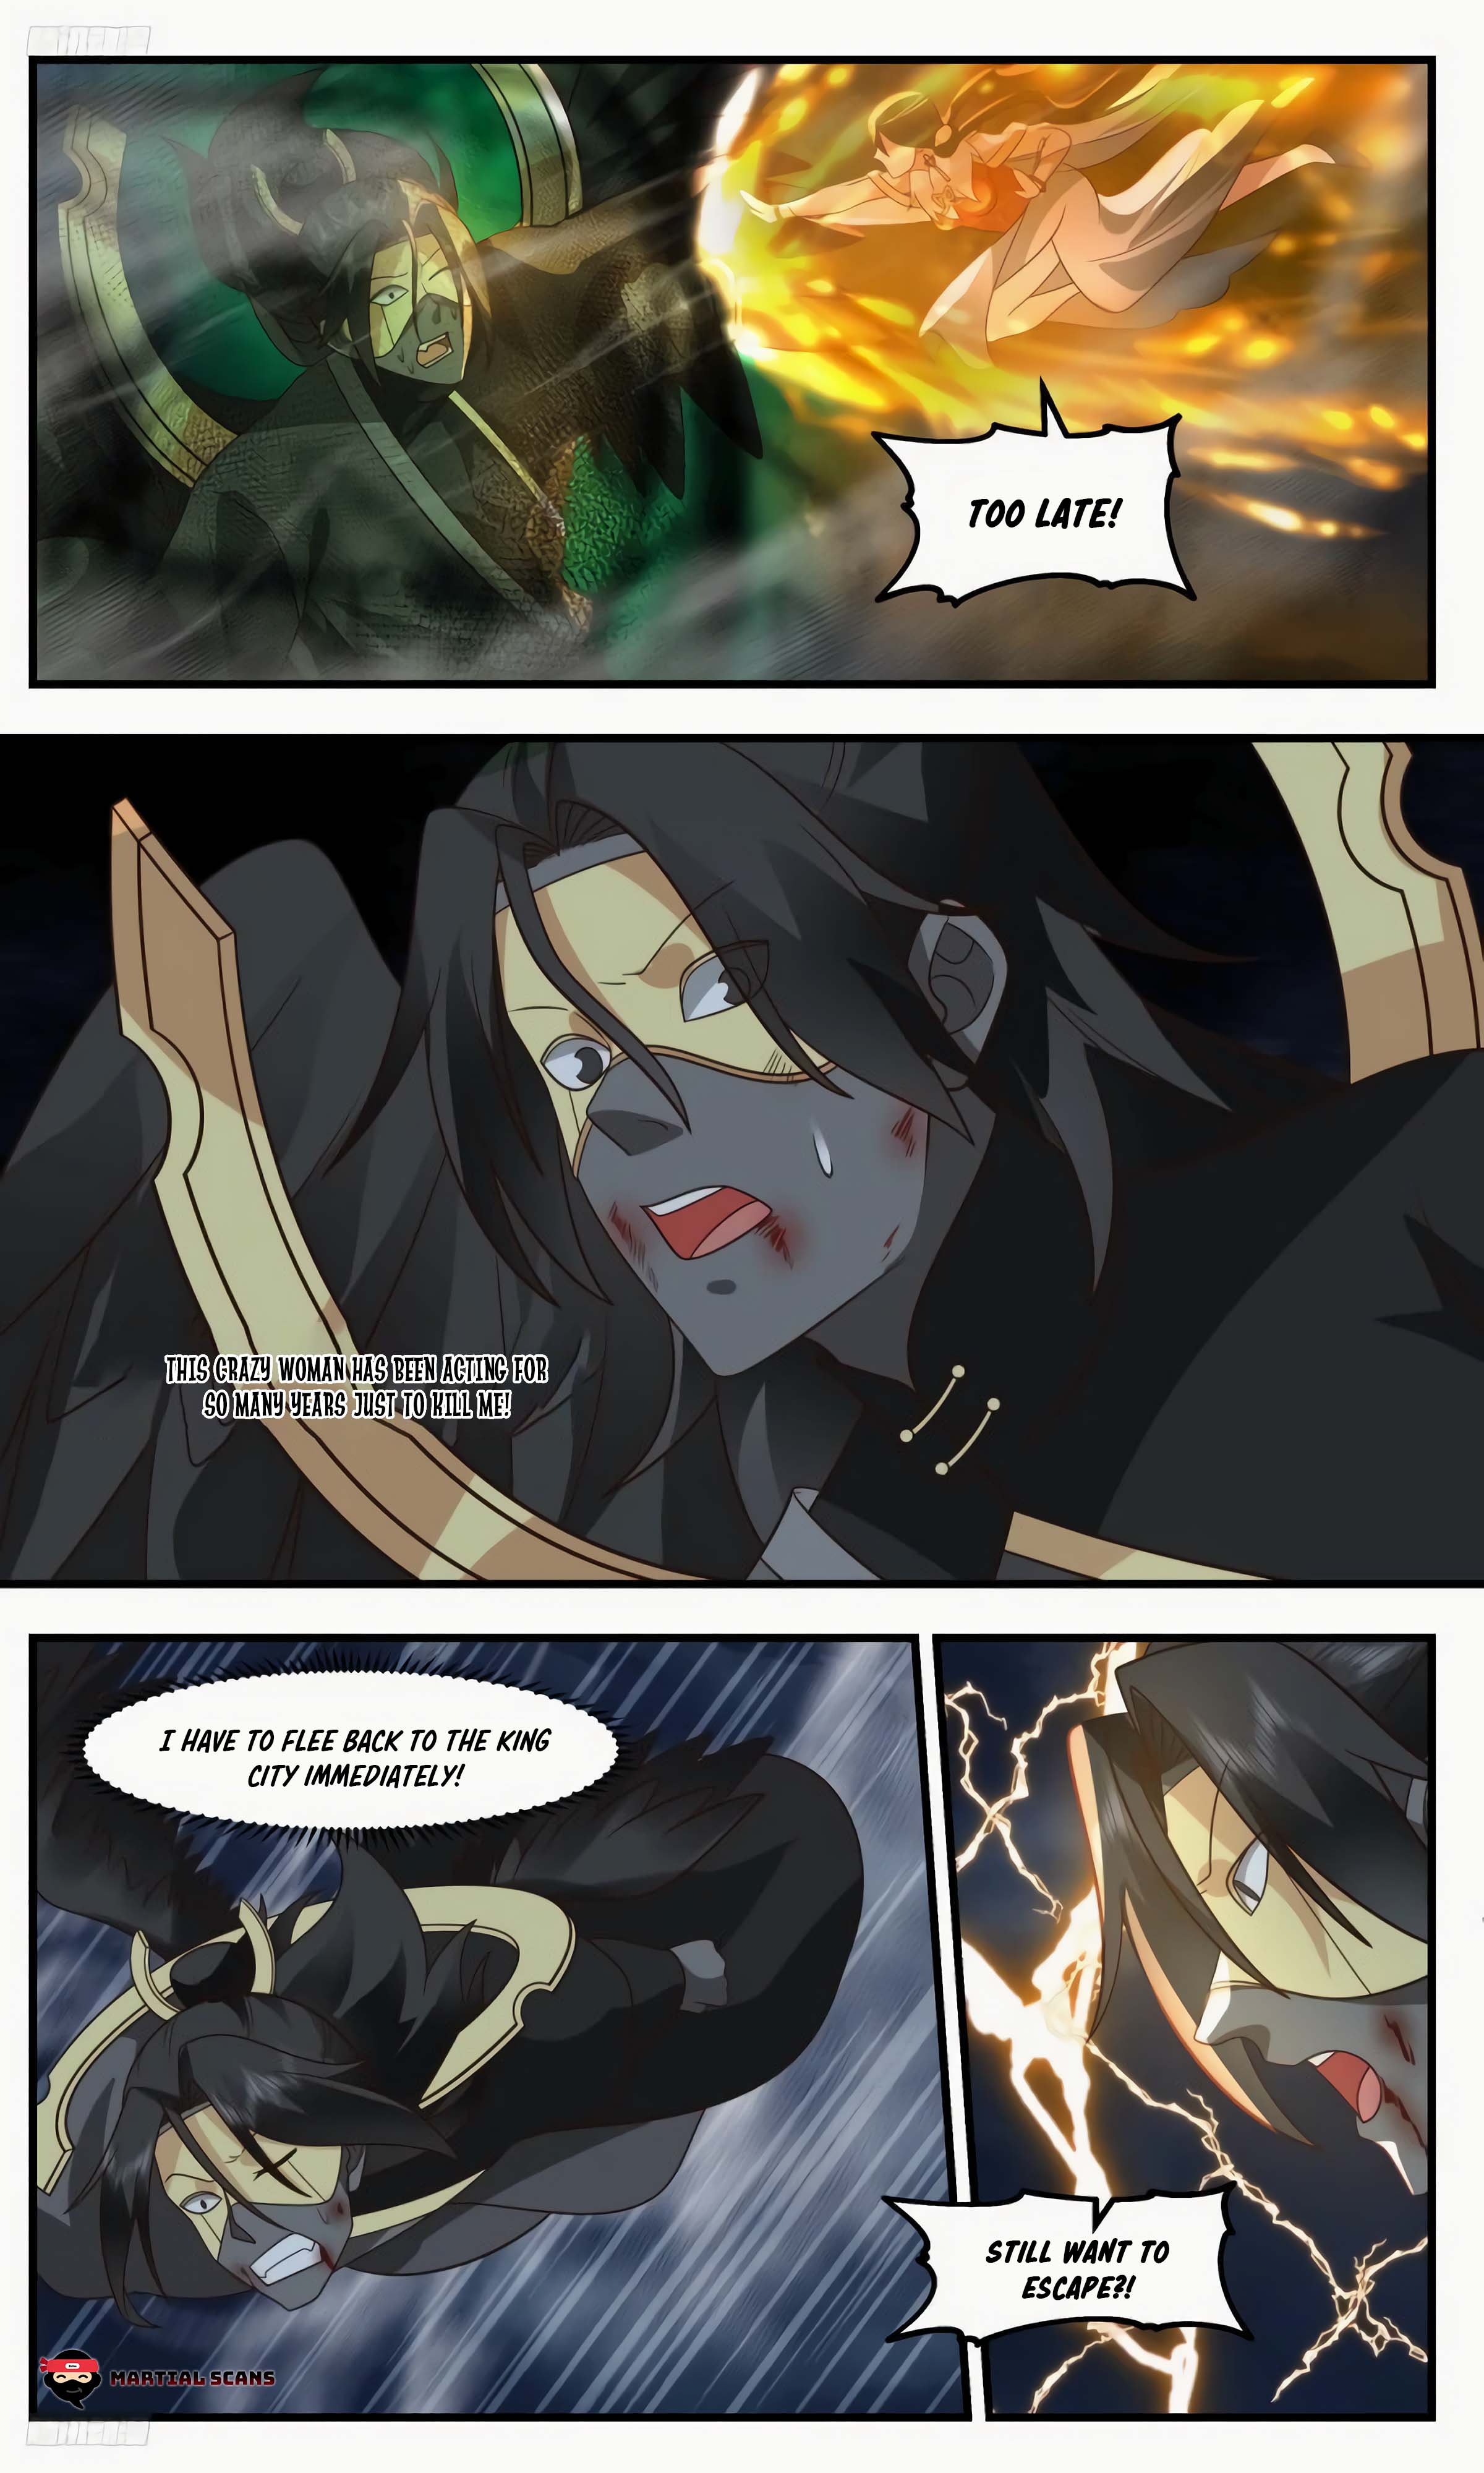 TOO LATE!
THIS CRAZY WOMAN HAS BEEN ACTING FOR
SO MANY YEARS JUST TO KILL ME!
I HAVE TO FLEE BACK TO THE KING
CITY IMMEDIATELY!
STILL WANT TO
ESCAPE?!
MARTIAL SCANS